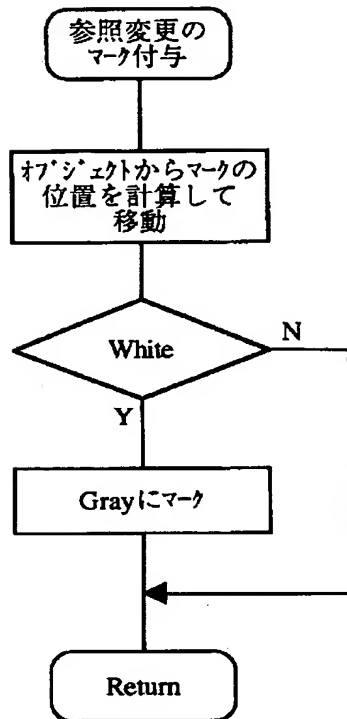 参照変更の
ﾏｰｸ付与
ｵﾌﾞｼﾞｪｸﾄからﾏｰｸの
位置を計算して
移動
White
N
Y
Grayにﾏｰｸ
Return